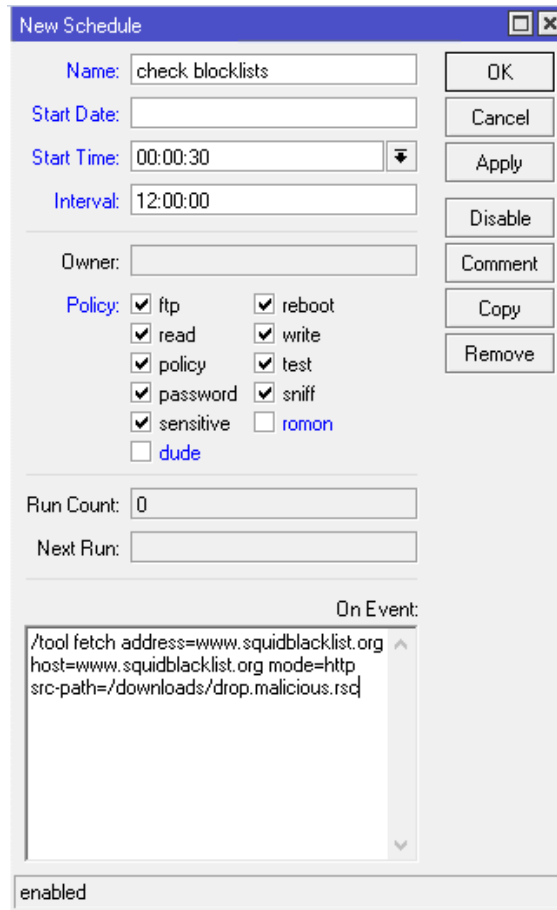 New Schedule
Name: check blocklists
OK
Start Date:
Cancel
Start Time: 00:00:30
Apply
Interval: 12:00:00
Disable
Owner:
Comment
Policy: ftp reboot
Copy
read write
Remove
policy test
password sniff
sensitive romon
dude
Run Count: 0
Next Run:
On Event:
/tool fetch address=www.squidblacklist.org
host=www.squidblacklist.org mode=http
src-path=/downloads/drop.malicious.rsc
enabled